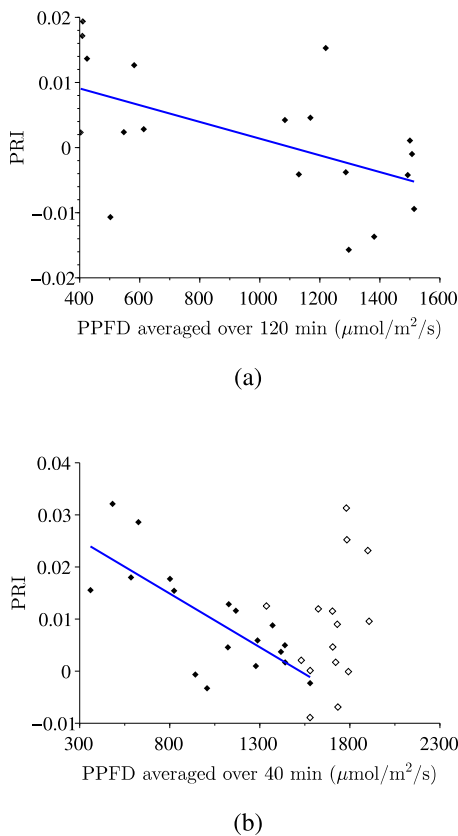 0.02
0.01
0
−0.01
−0.02
PRI
400 600 800 1000 1200 1400 1600
PPFD averaged over 120 min (μmol/m²/s)
(a)
0.04
0.03
0.02
0.01
0
−0.01
PRI
300 800 1300 1800 2300
PPFD averaged over 40 min (μmol/m²/s)
(b)